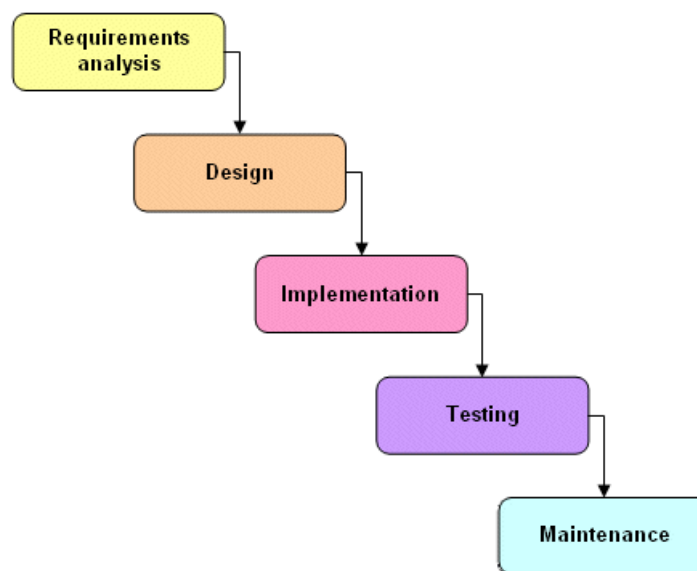 Requirements
analysis
Design
Implementation
Testing
Maintenance